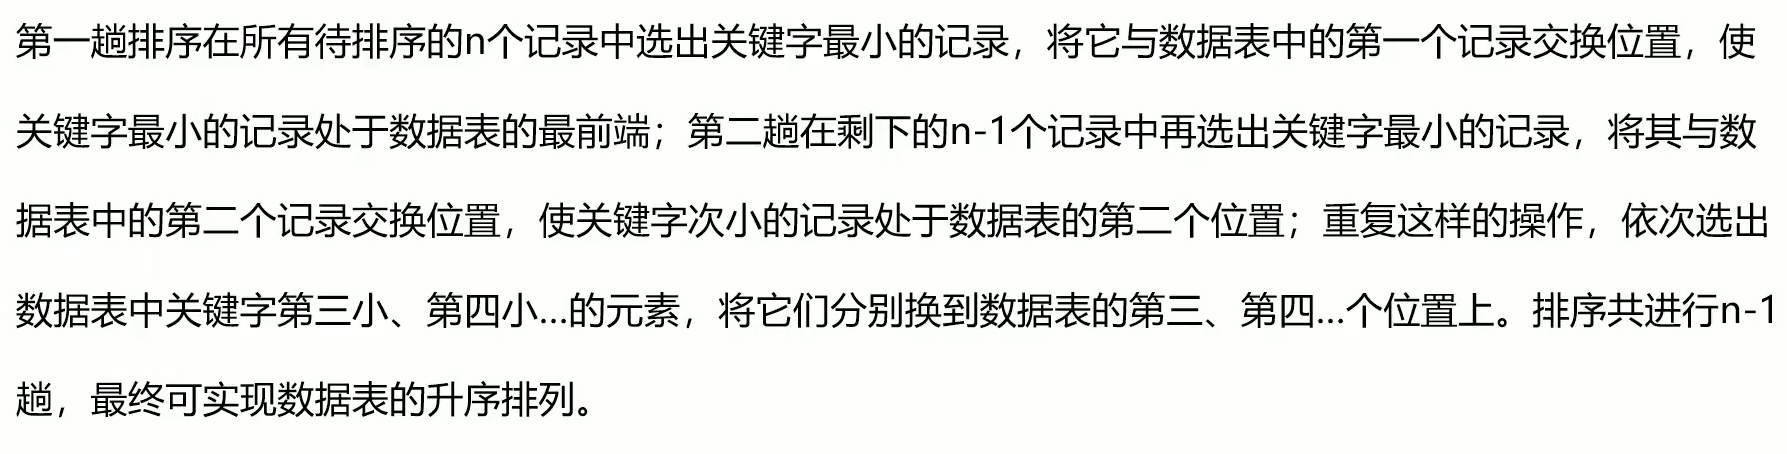 第一趟排序在所有待排序的n个记录中选出关键字最小的记录，将它与数据表中的第一个记录交换位置，使
关键字最小的记录处于数据表的最前端；第二趟在剩下的n-1个记录中再选出关键字最小的记录，将其与数
据表中的第二个记录交换位置，使关键字次小的记录处于数据表的第二个位置；重复这样的操作，依次选出
数据表中关键字第三小、第四小...的元素，将它们分别换到数据表的第三、第四...个位置上。排序共进行n-1
趟，最终可实现数据表的升序排列。